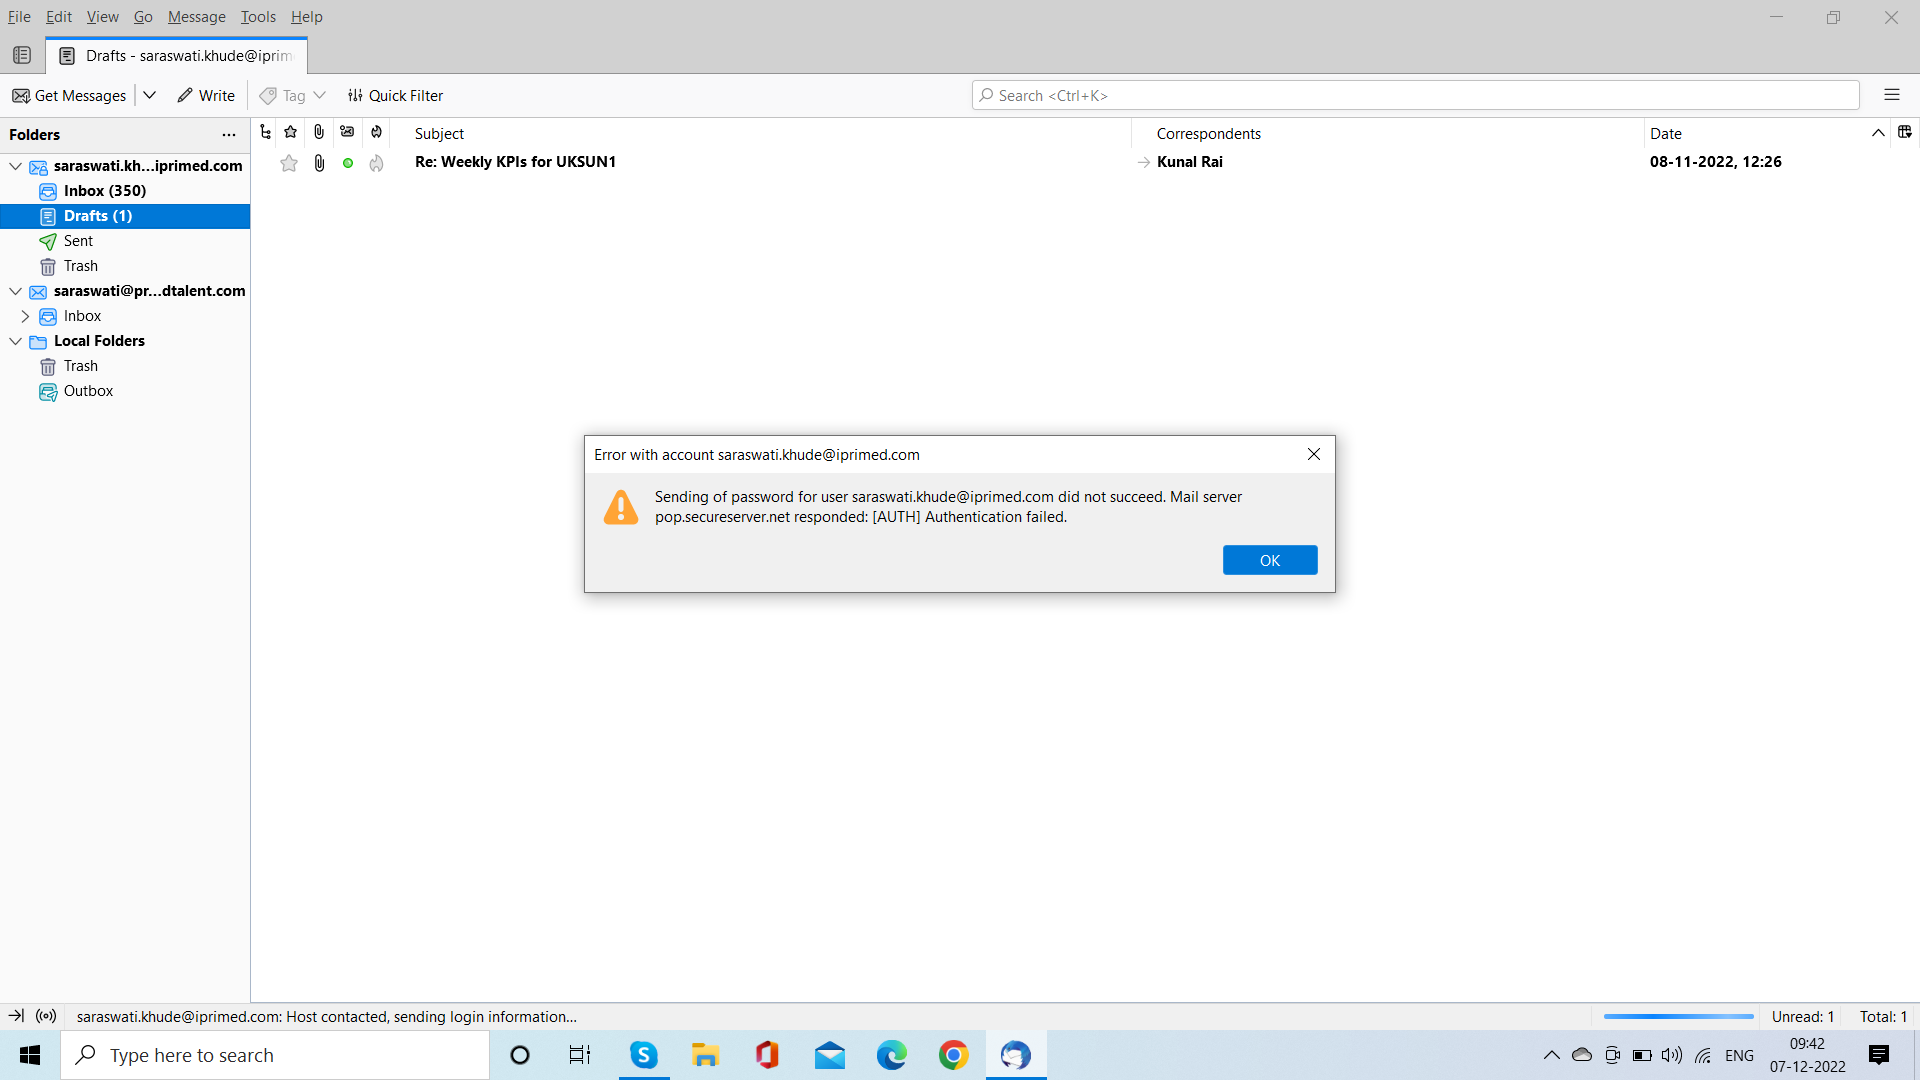 File Edit View Go Message Tools Help
Drafts - saraswati.khude@iprim
Get Messages Write Tag Quick Filter Search <Ctrl+K>
Folders
Subject Correspondents Date
saraswati.kh...iprimed.com
Re: Weekly KPIs for UKSUN1 Kunal Rai 08-11-2022, 12:26
Inbox (350)
Drafts (1)
Sent
Trash
saraswati@pr...dtalent.com
Inbox
Local Folders
Trash
Outbox
Error with account saraswati.khude@iprimed.com
Sending of password for user saraswati.khude@iprimed.com did not succeed. Mail server
pop.secureserver.net responded: [AUTH] Authentication failed.
OK
saraswati.khude@iprimed.com: Host contacted, sending login information... Unread: 1 Total: 1
Type here to search
ENG
09:42
07-12-2022